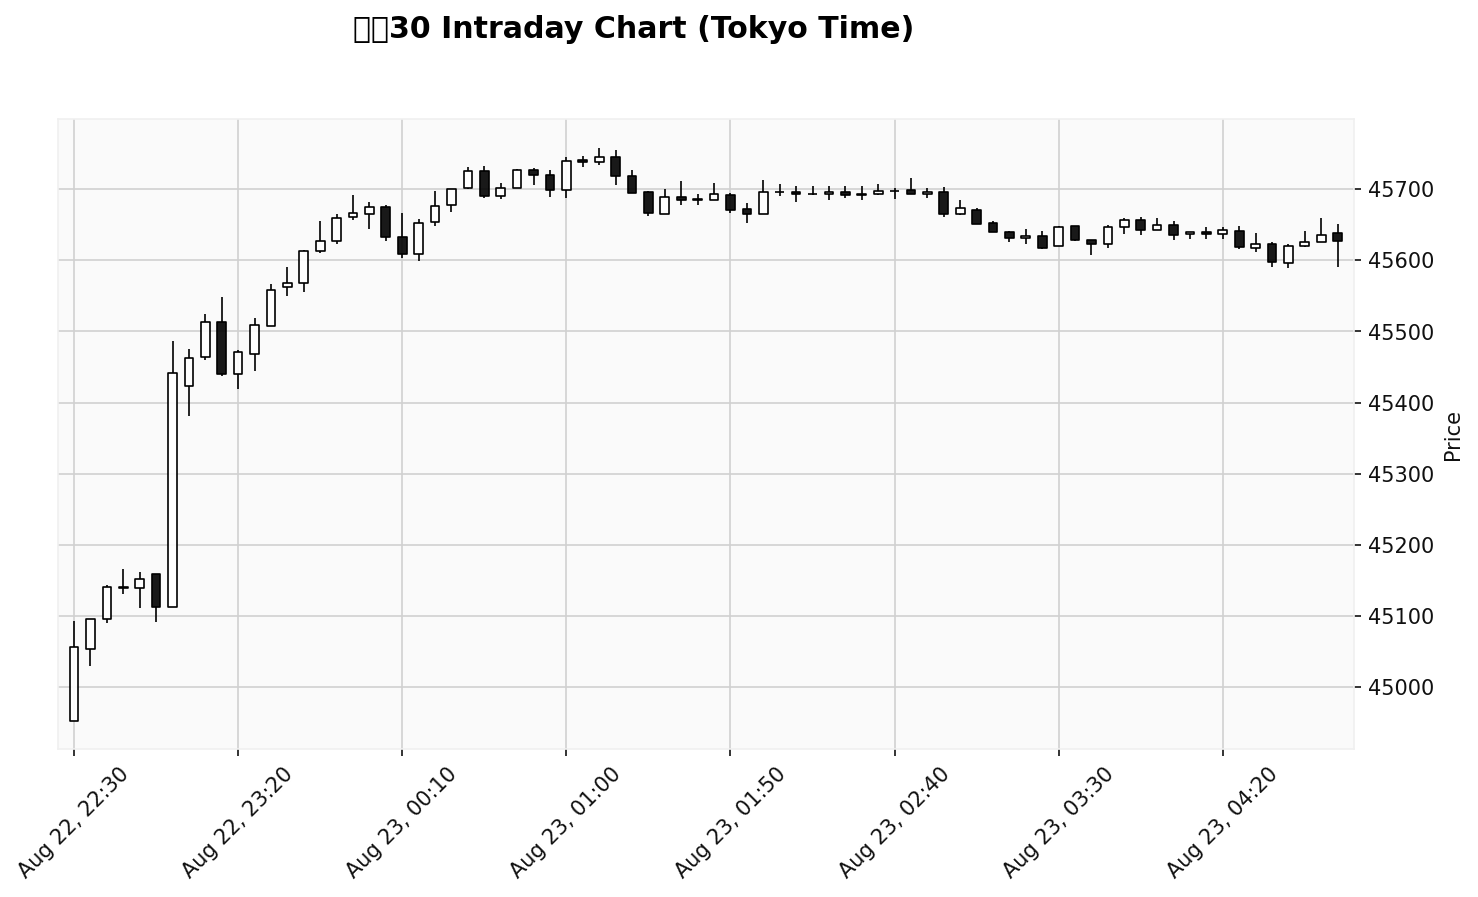 30 Intraday Chart (Tokyo Time)
45700
45600
45500
45400
45300
45200
45100
45000
Price
Aug 22, 22:30
Aug 22, 23:20
Aug 23, 00:10
Aug 23, 01:00
Aug 23, 01:50
Aug 23, 02:40
Aug 23, 03:30
Aug 23, 04:20